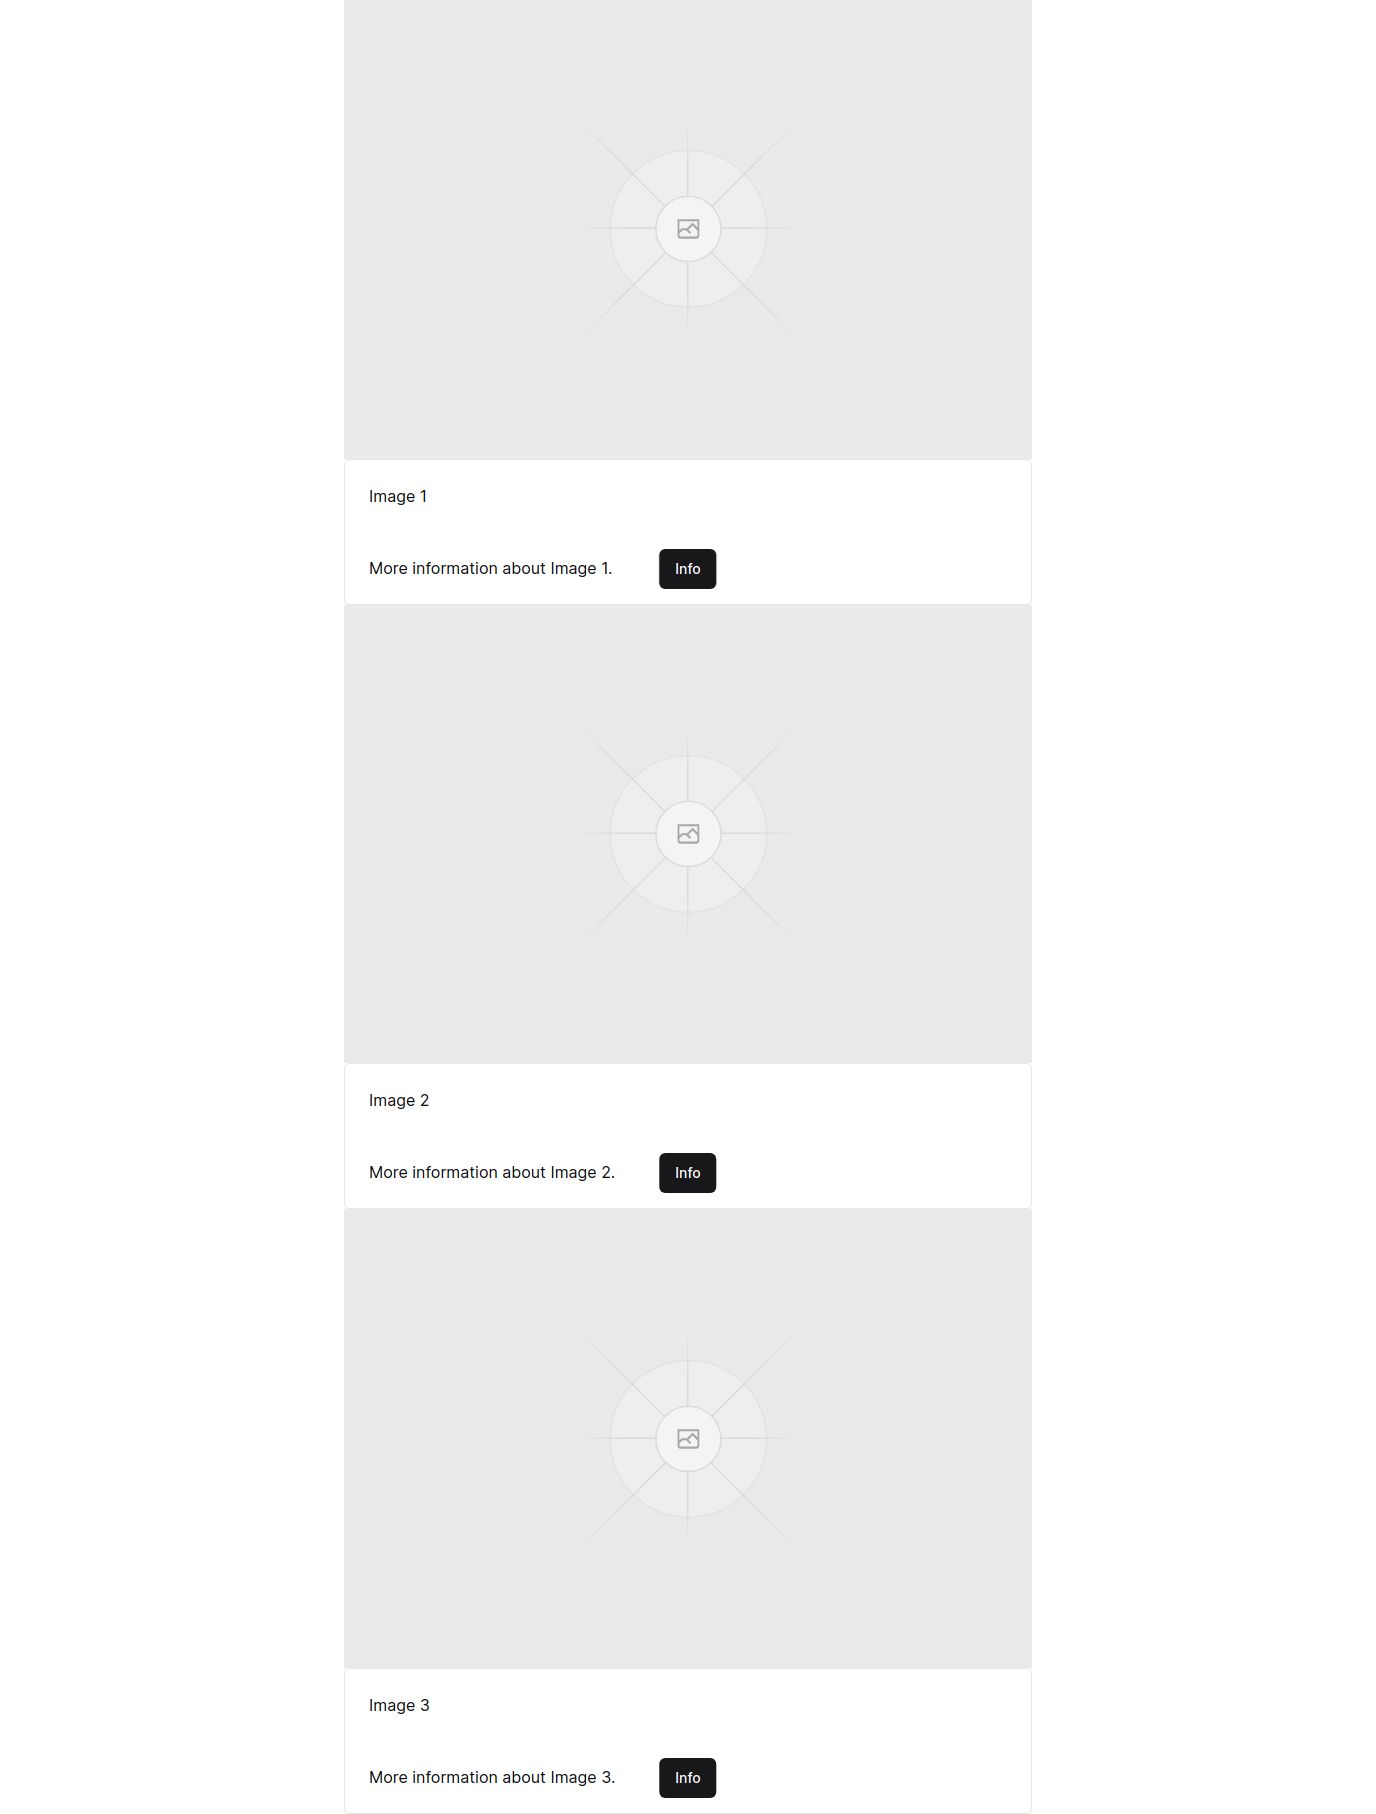 Image 1
More information about Image 1.
Info
Image 2
More information about Image 2.
Info
Image 3
More information about Image 3.
Info